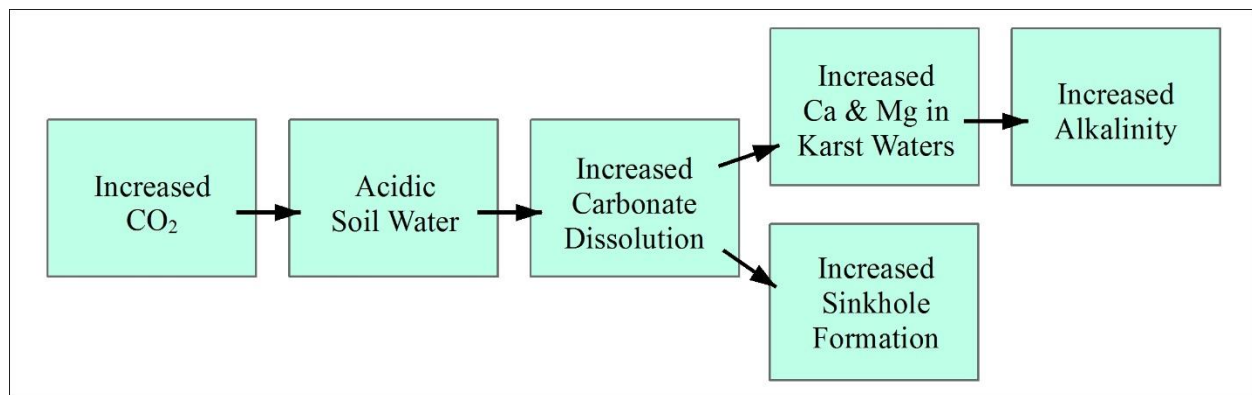 Increased
CO₂
Acidic
Soil Water
Increased
Carbonate
Dissolution
Increased
Ca & Mg in
Karst Waters
Increased
Alkalinity
Increased
Sinkhole
Formation